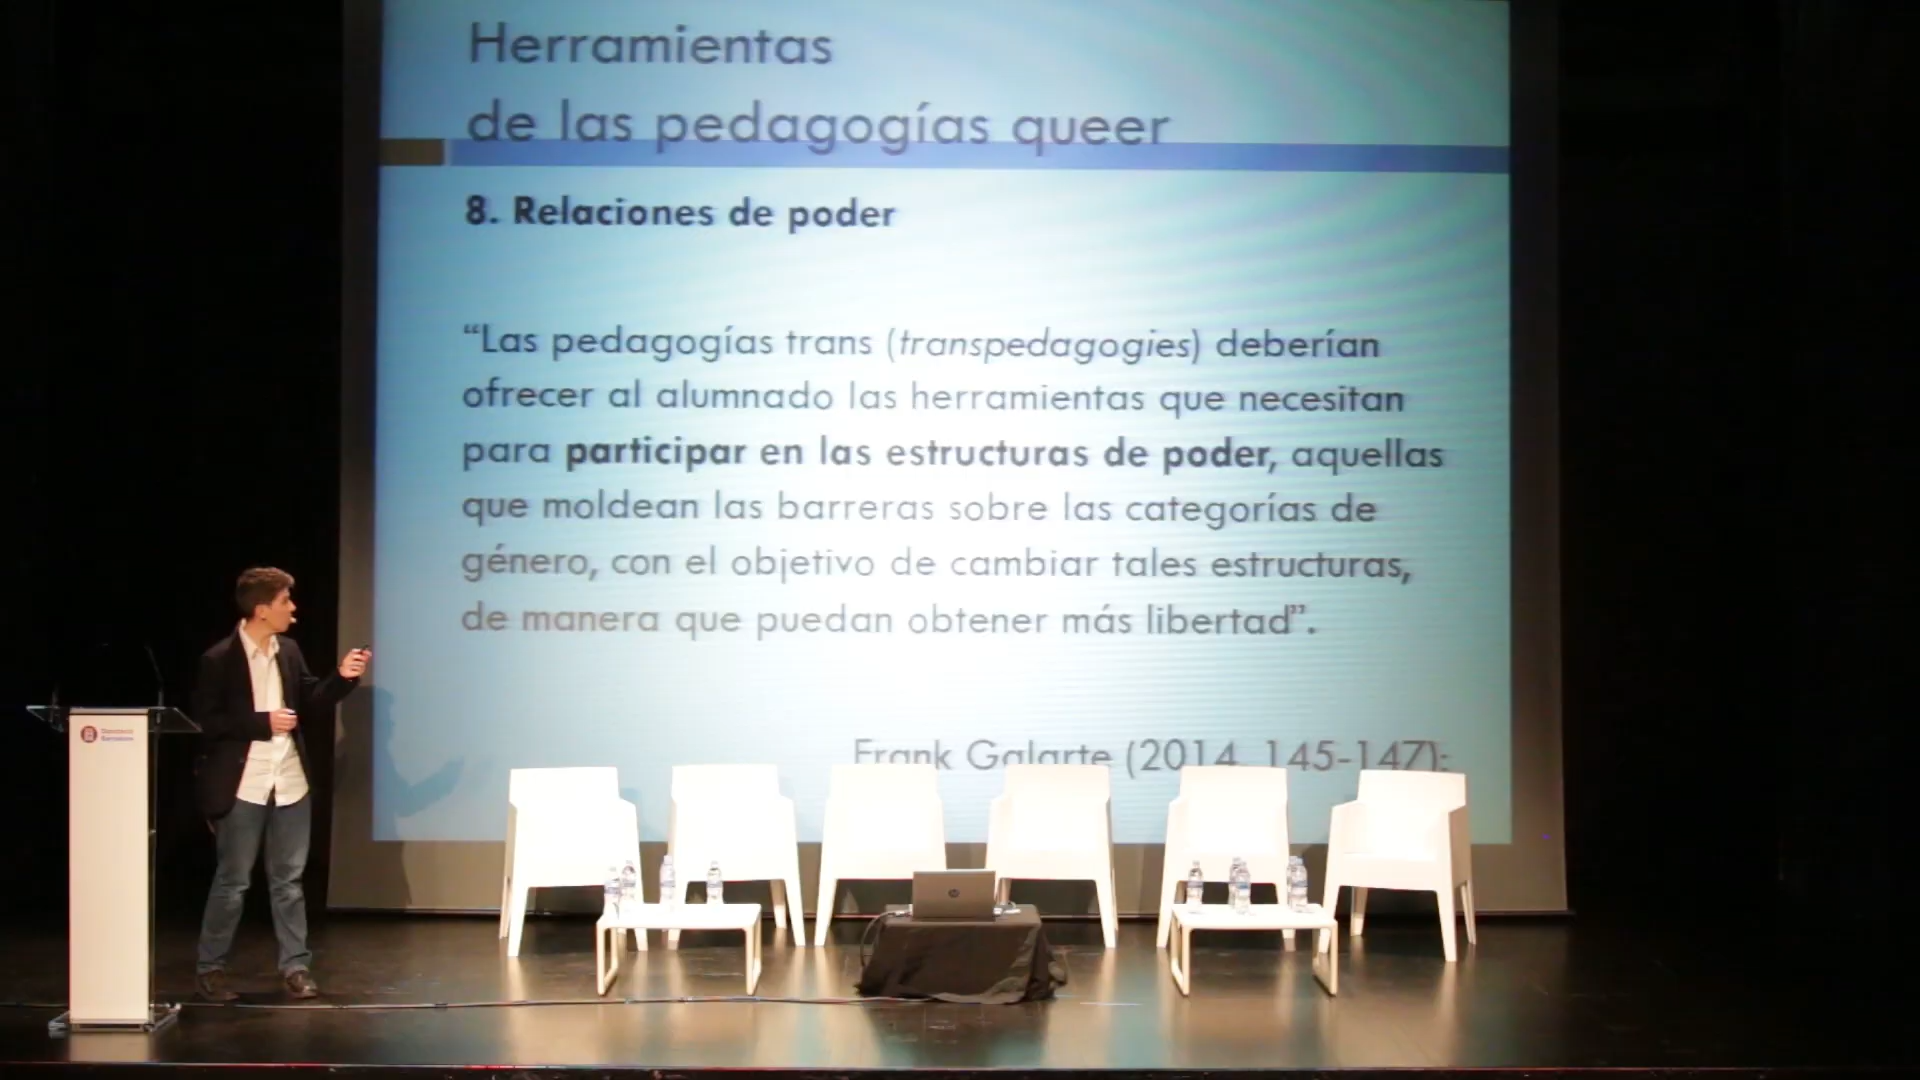 Herramientas
de las pedagogías queer
8. Relaciones de poder
“Las pedagogías trans (transpedagogies) deberían
ofrecer al alumnado las herramientas que necesitan
para participar en las estructuras de poder, aquellas
que moldean las barreras sobre las categorías de
género, con el objetivo de cambiar tales estructuras,
de manera que puedan obtener más libertad”.
Frank Galarte (2014, 145-147):
Diputació
Barcelona
hp